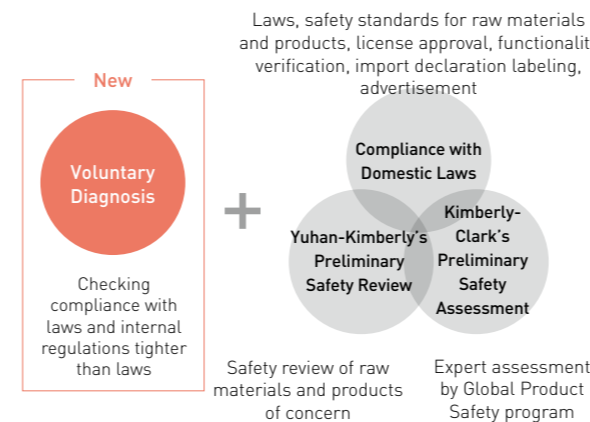 Laws, safety standards for raw materials
and products, license approval, functionalit
verification, import declaration labeling,
advertisement
New
Voluntary
Diagnosis
Checking
compliance with
laws and internal
regulations tighter
than laws
+
Compliance with
Domestic Laws
Yuhan-Kimberly's
Preliminary
Safety Review
Kimberly-
Clark's
Preliminary
Safety
Assessment
Safety review of raw
materials and products
of concern
Expert assessment
by Global Product
Safety program